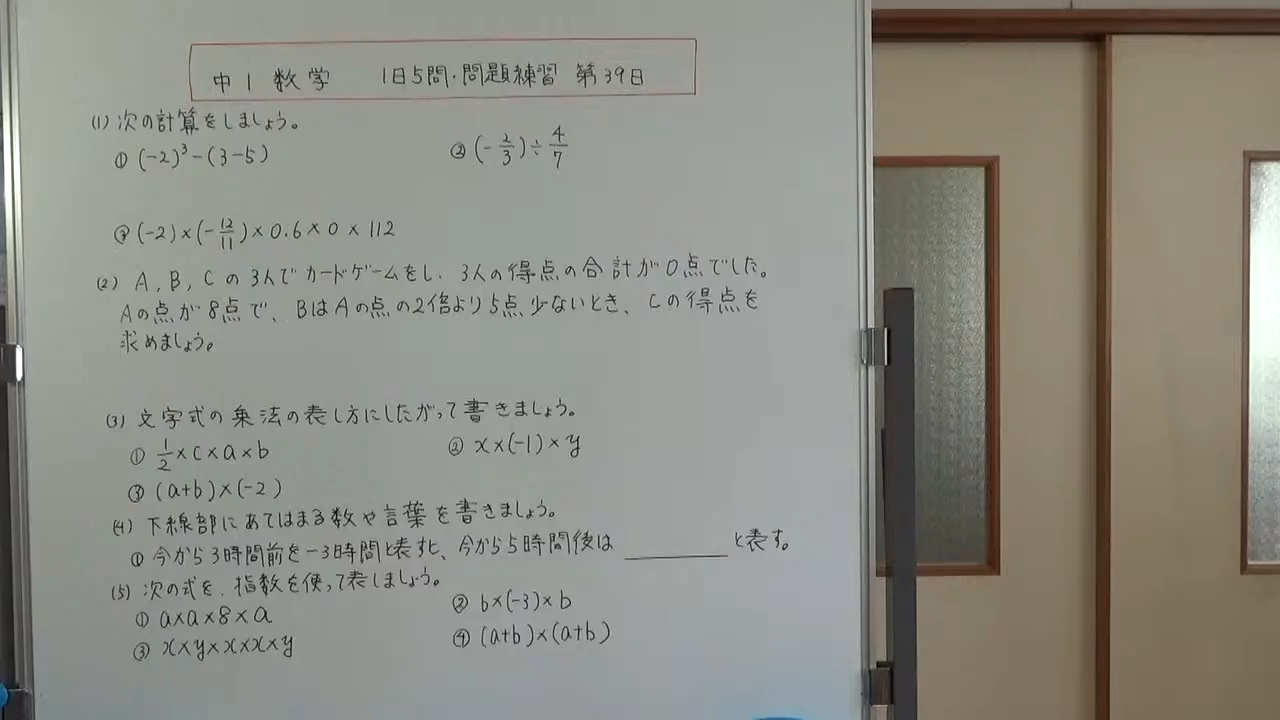 中1 数学 1日5問・問題練習 第39日
(1) 次の計算をしましょう。
① (-2)³-(3-5) ② (-2/3)÷4/7
③ (-2)×(-12/11)×0.6×0×112
(2) A, B, Cの3人でカードゲームをし、3人の得点の合計が0点でした。
Aの点が8点で、BはAの点の2倍より5点少ないとき、Cの得点を
求めましょう。
(3) 文字式の乗法の表し方にしたがって書きましょう。
① 1/2×c×a×b ② x×(-1)×y
③ (a+b)×(-2)
(4) 下線部にあてはまる数や言葉を書きましょう。
① 今から3時間前を-3時間と表すと、今から5時間後は ________ と表す。
(5) 次の式を、指数を使って表しましょう。
① a×a×8×a ② b×(-3)×b
③ x×y×x×x×y ④ (a+b)×(a+b)